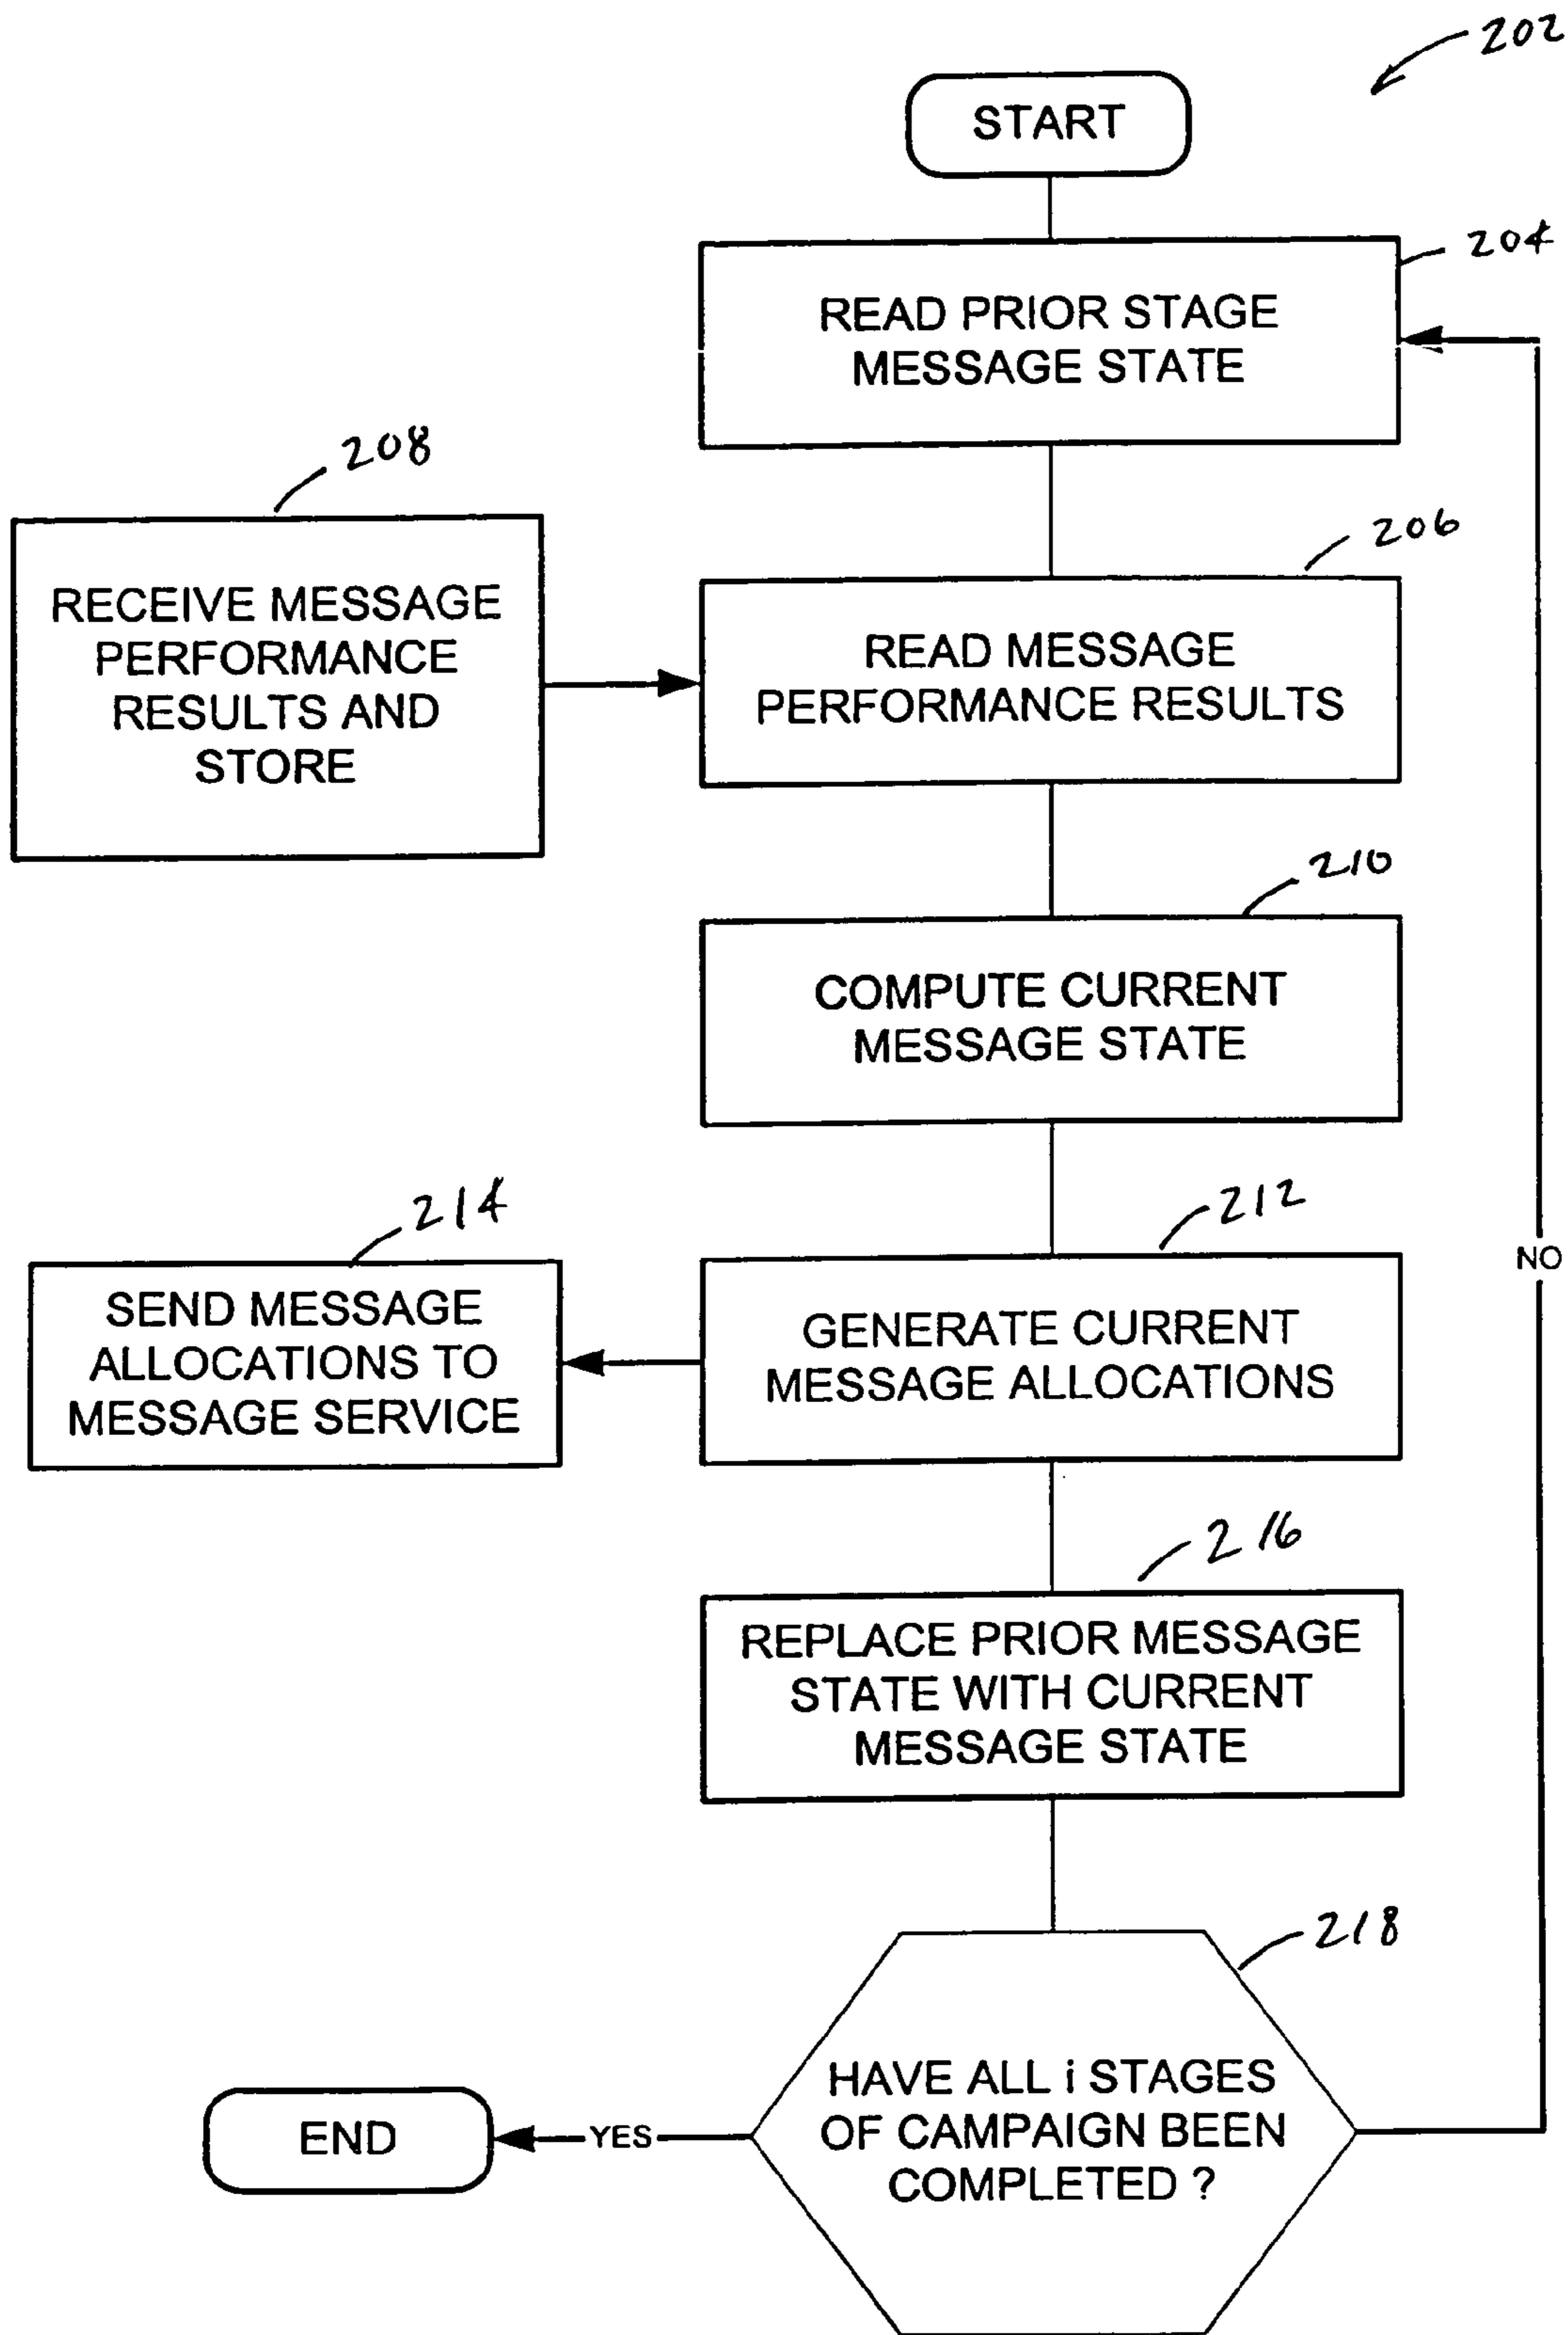 202
START
204
READ PRIOR STAGE
MESSAGE STATE
208
RECEIVE MESSAGE
PERFORMANCE
RESULTS AND
STORE
206
READ MESSAGE
PERFORMANCE RESULTS
210
COMPUTE CURRENT
MESSAGE STATE
214
SEND MESSAGE
ALLOCATIONS TO
MESSAGE SERVICE
212
GENERATE CURRENT
MESSAGE ALLOCATIONS
NO
216
REPLACE PRIOR MESSAGE
STATE WITH CURRENT
MESSAGE STATE
218
HAVE ALL i STAGES
OF CAMPAIGN BEEN
COMPLETED ?
YES
END